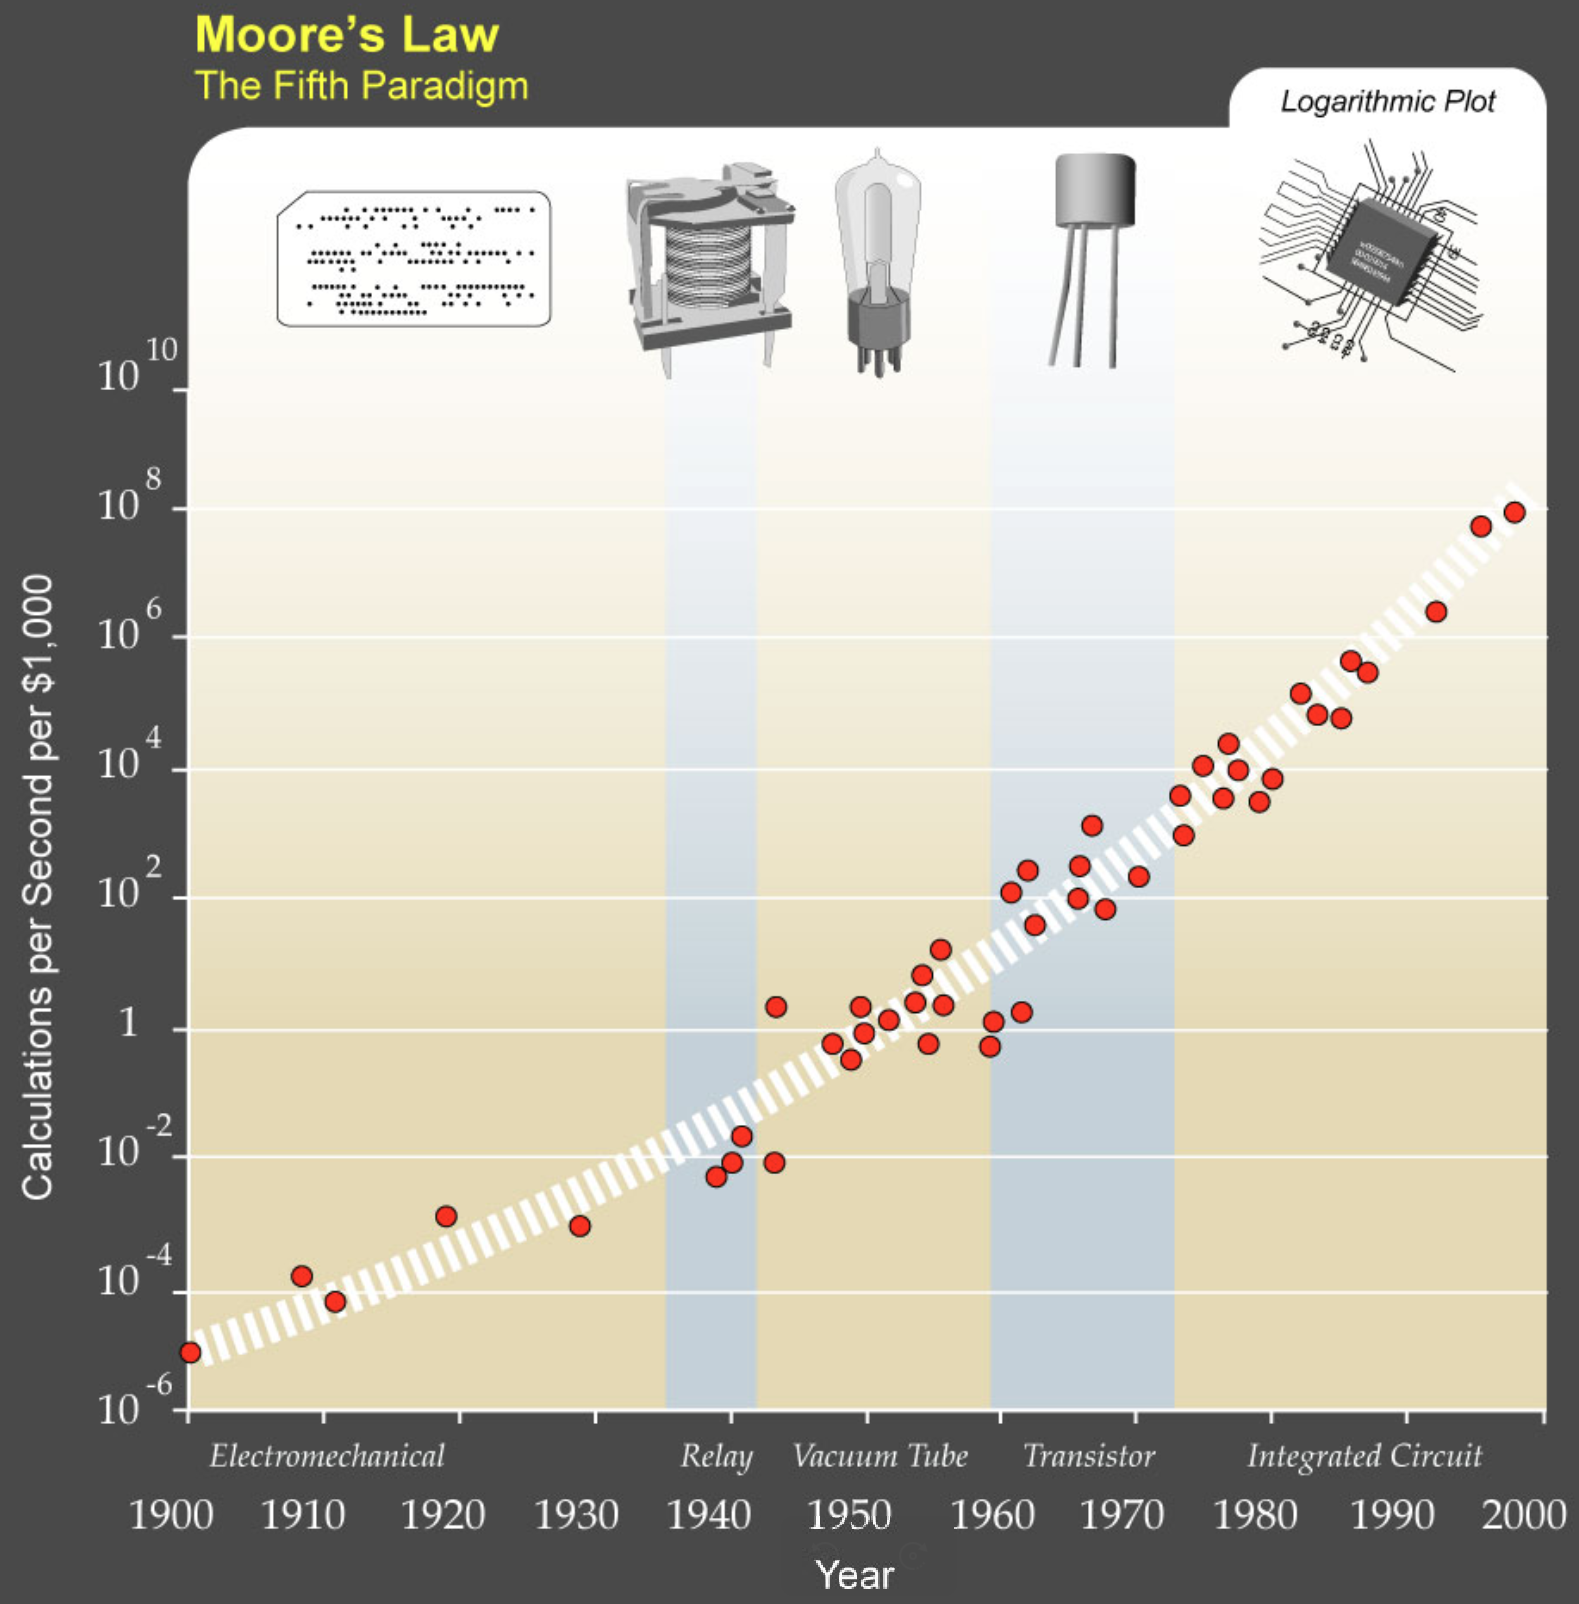 Moore's Law
The Fifth Paradigm
Logarithmic Plot
Calculations per Second per $1,000
10 10
10 8
10 6
10 4
10 2
1
10 -2
10 -4
10 -6
Electromechanical Relay Vacuum Tube Transistor Integrated Circuit
1900 1910 1920 1930 1940 1950 1960 1970 1980 1990 2000
Year